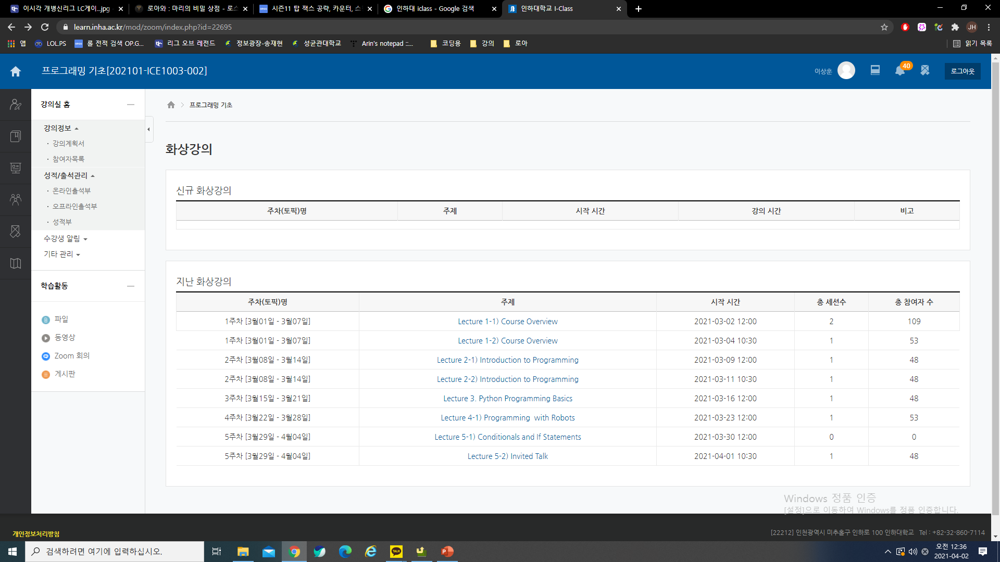 이시각 개병신리그 LC게이...jpg
로아와 : 마리의 비밀 상점 - 로스
시즌11 탑 잭스 공략, 카운터, 스
인하대 iclass - Google 검색
인하대학교 I-Class
learn.inha.ac.kr/mod/zoom/index.php?id=22695
JH
앱
LOL.PS
롤 전적 검색 OP.G...
리그 오브 레전드
정보광장-송재현
성균관대학교
Arin's notepad ::...
코딩용
강의
로아
읽기 목록
프로그래밍 기초[202101-ICE1003-002]
이상훈
40
로그아웃
강의실 홈
강의정보
· 강의계획서
· 참여자목록
성적/출석관리
· 온라인출석부
· 오프라인출석부
· 성적부
수강생 알림
기타 관리
학습활동
파일
동영상
Zoom 회의
게시판
프로그래밍 기초
화상강의
신규 화상강의
주차(토픽)명 주제 시작 시간 강의 시간 비고
지난 화상강의
주차(토픽)명 주제 시작 시간 총 세션수 총 참여자 수
1주차 [3월01일 - 3월07일] Lecture 1-1) Course Overview 2021-03-02 12:00 2 109
1주차 [3월01일 - 3월07일] Lecture 1-2) Course Overview 2021-03-04 10:30 1 53
2주차 [3월08일 - 3월14일] Lecture 2-1) Introduction to Programming 2021-03-09 12:00 1 48
2주차 [3월08일 - 3월14일] Lecture 2-2) Introduction to Programming 2021-03-11 10:30 1 48
3주차 [3월15일 - 3월21일] Lecture 3. Python Programming Basics 2021-03-16 12:00 1 48
4주차 [3월22일 - 3월28일] Lecture 4-1) Programming with Robots 2021-03-23 12:00 1 53
5주차 [3월29일 - 4월04일] Lecture 5-1) Conditionals and If Statements 2021-03-30 12:00 0 0
5주차 [3월29일 - 4월04일] Lecture 5-2) Invited Talk 2021-04-01 10:30 1 48
Windows 정품 인증
[설정]으로 이동하여 Windows를 정품 인증합니다.
개인정보처리방침
[22212] 인천광역시 미추홀구 인하로 100 인하대학교 Tel : +82-32-860-7114
검색하려면 여기에 입력하십시오.
TALK
오전 12:36
2021-04-02